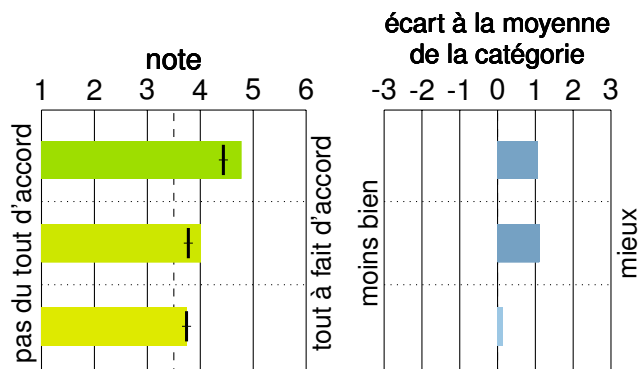 note
1 2 3 4 5 6
pas du tout d'accord
tout à fait d'accord
écart à la moyenne
de la catégorie
-3 -2 -1 0 1 2 3
moins bien
mieux